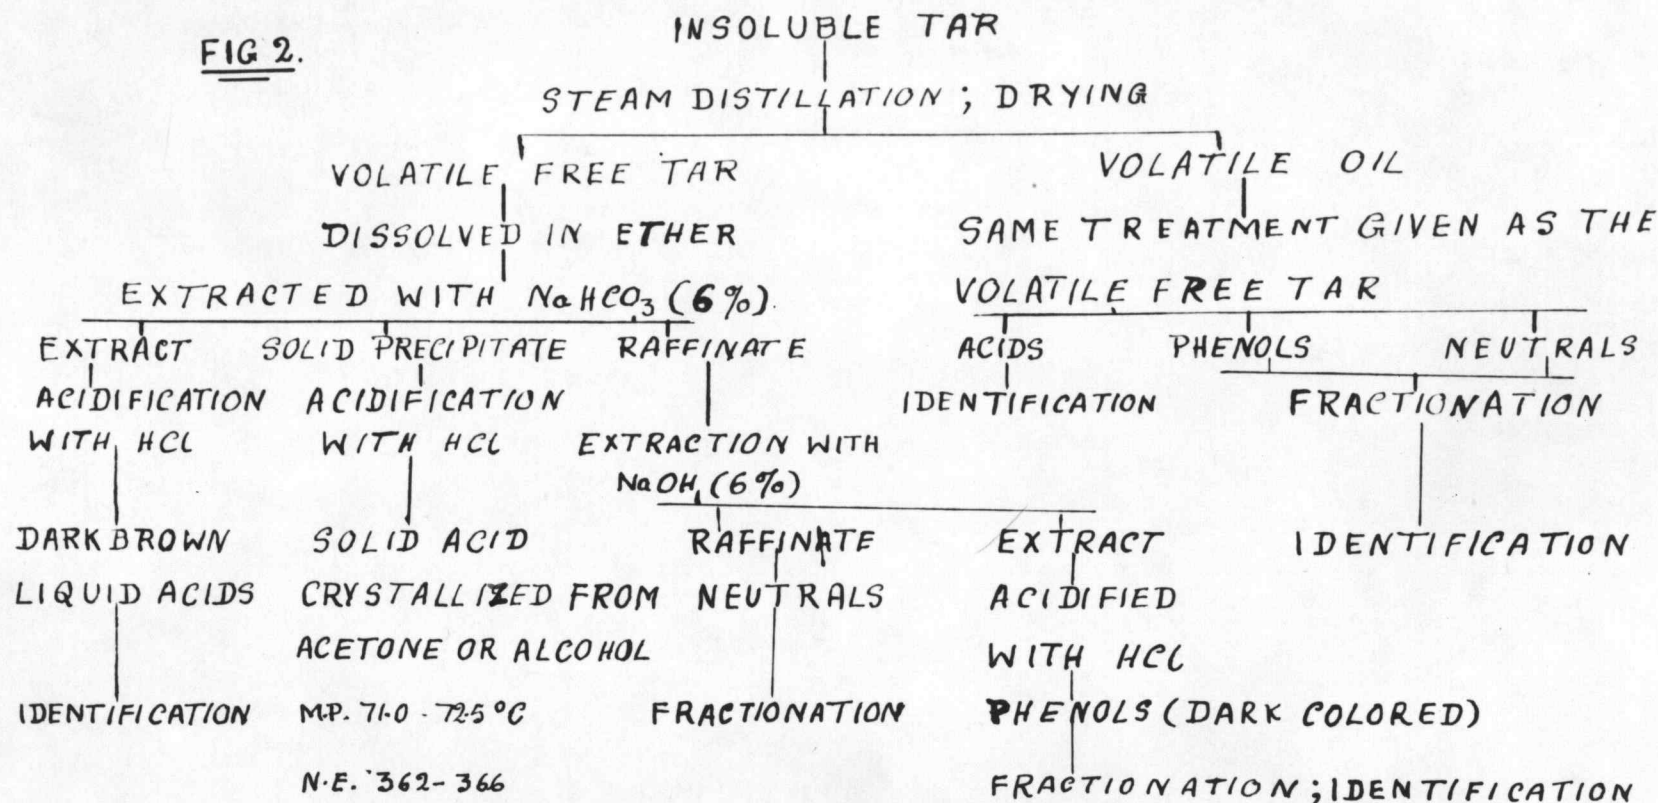 FIG 2.
INSOLUBLE TAR
STEAM DISTILLATION ; DRYING
VOLATILE FREE TAR
DISSOLVED IN ETHER
EXTRACTED WITH NaHCO3 (6%).
EXTRACT
ACIDIFICATION
WITH HCL
DARK BROWN
LIQUID ACIDS
IDENTIFICATION
SOLID PRECIPITATE
ACIDIFICATION
WITH HCL
SOLID ACID
CRYSTALLIZED FROM
ACETONE OR ALCOHOL
M.P. 71.0 - 72.5 °C
N.E. 362-366
RAFFINATE
EXTRACTION WITH
NaOH (6%)
RAFFINATE
NEUTRALS
FRACTIONATION
EXTRACT
ACIDIFIED
WITH HCL
PHENOLS (DARK COLORED)
FRACTIONATION ; IDENTIFICATION
VOLATILE OIL
SAME TREATMENT GIVEN AS THE
VOLATILE FREE TAR
ACIDS
IDENTIFICATION
PHENOLS
NEUTRALS
FRACTIONATION
IDENTIFICATION